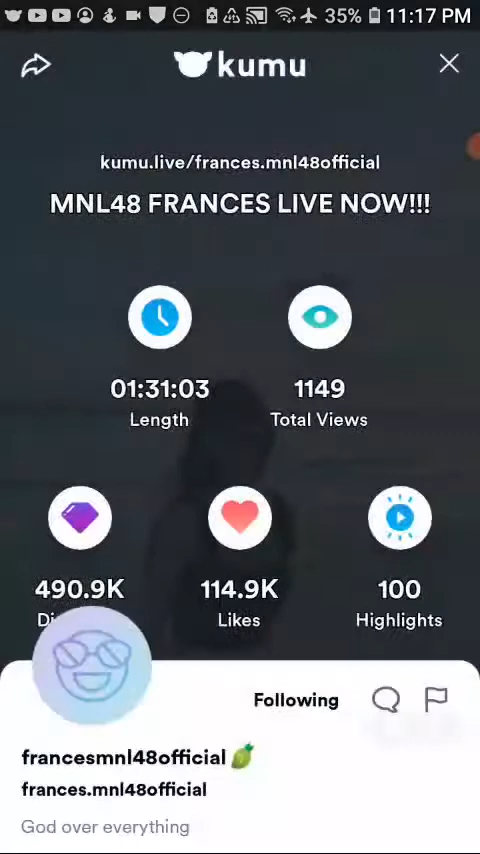 35% 11:17 PM
kumu
kumu.live/frances.mnl48official
MNL48 FRANCES LIVE NOW!!!
01:31:03 1149
Length Total Views
490.9K 114.9K 100
Likes Highlights
Following
francesmnl48official
frances.mnl48official
God over everything